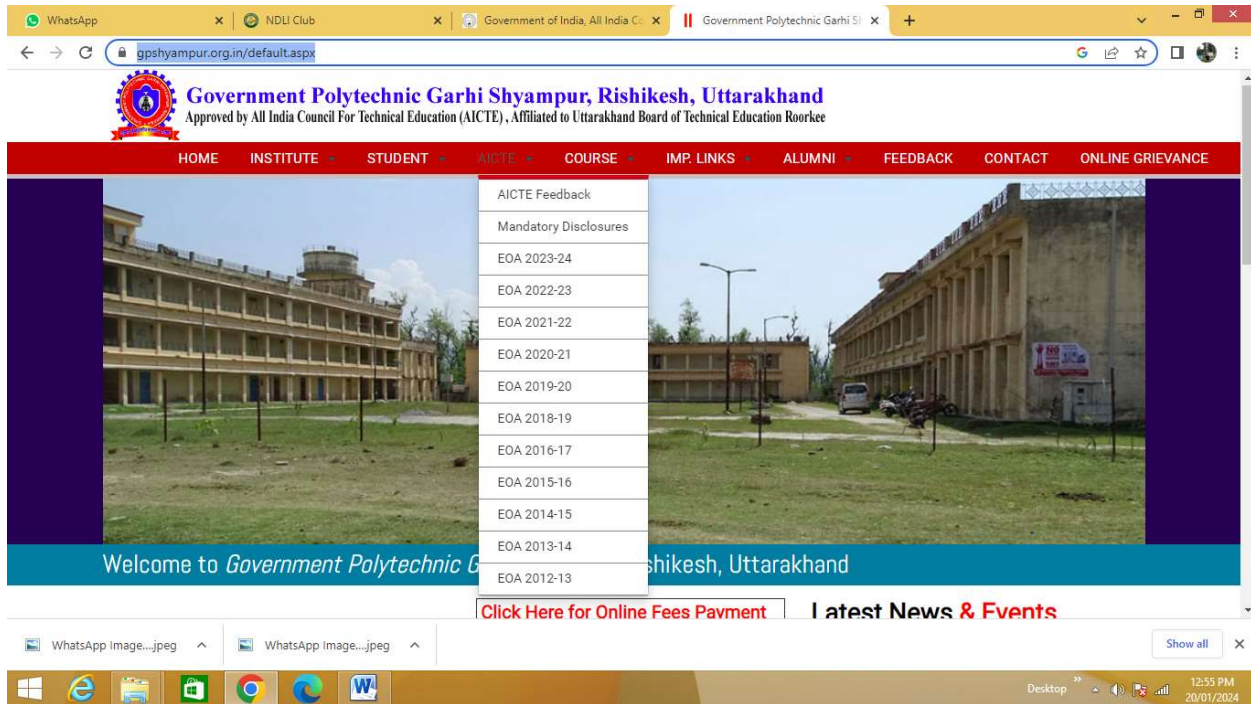 WhatsApp
NDLI Club
Government of India, All India Co
Government Polytechnic Garhi Sh
gpshyampur.org.in/default.aspx
Government Polytechnic Garhi Shyampur, Rishikesh, Uttarakhand
Approved by All India Council For Technical Education (AICTE) , Affiliated to Uttarakhand Board of Technical Education Roorkee
HOME INSTITUTE STUDENT AICTE COURSE IMP. LINKS ALUMNI FEEDBACK CONTACT ONLINE GRIEVANCE
AICTE Feedback
Mandatory Disclosures
EOA 2023-24
EOA 2022-23
EOA 2021-22
EOA 2020-21
EOA 2019-20
EOA 2018-19
EOA 2016-17
EOA 2015-16
EOA 2014-15
EOA 2013-14
EOA 2012-13
NO
Welcome to Government Polytechnic G shikesh, Uttarakhand
Click Here for Online Fees Payment
Latest News & Events
WhatsApp Image....jpeg
WhatsApp Image....jpeg
Show all
Desktop
12:55 PM
20/01/2024